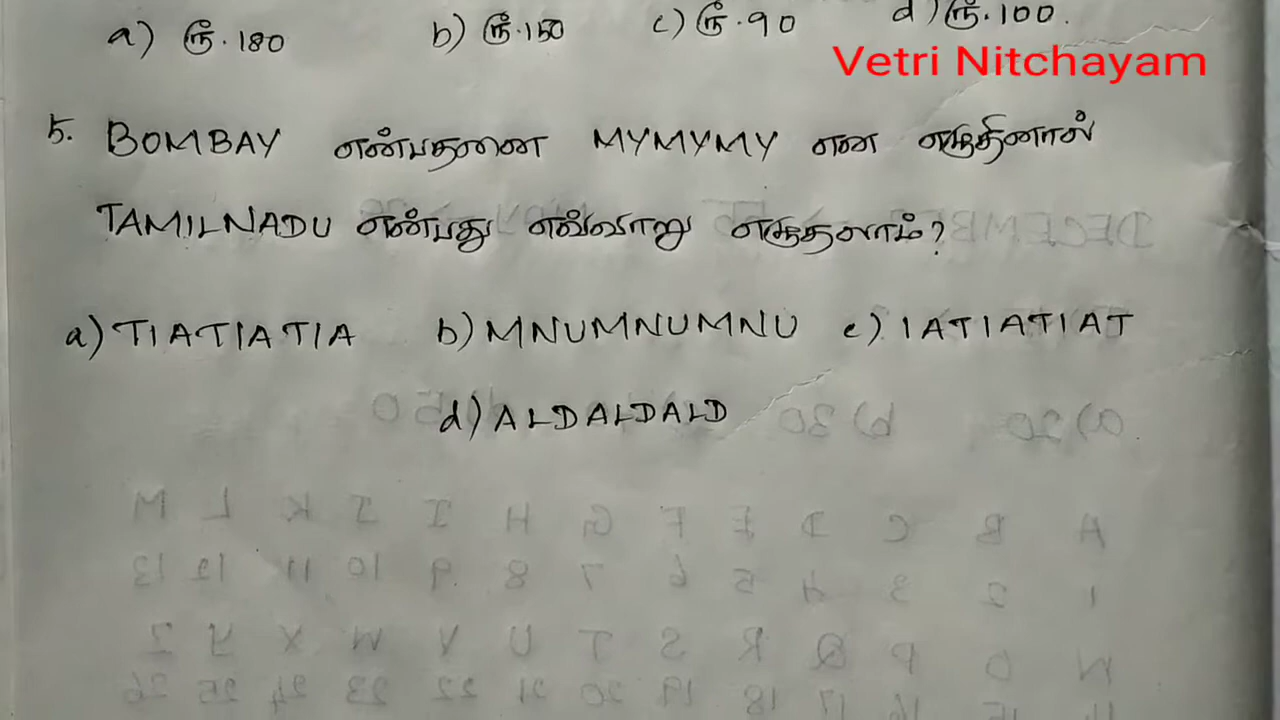 a) ரூ.180 b) ரூ.150 c) ரூ.90 d) ரூ.100.
Vetri Nitchayam
5. BOMBAY என்பதனை MYMYMY என எழுதினால்
TAMILNADU என்பது எவ்வாறு எழுதலாம்?
a) TIATIATIA b) MNUMNUMNU c) IATIATIAT
d) ALDALDALD